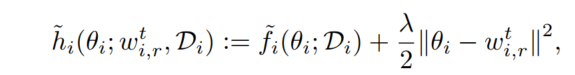 h̃ᵢ(θᵢ; wᵗᵢ,ᵣ, 𝒟ᵢ) := f̃ᵢ(θᵢ; 𝒟ᵢ) + λ/2 ‖θᵢ − wᵗᵢ,ᵣ‖²,